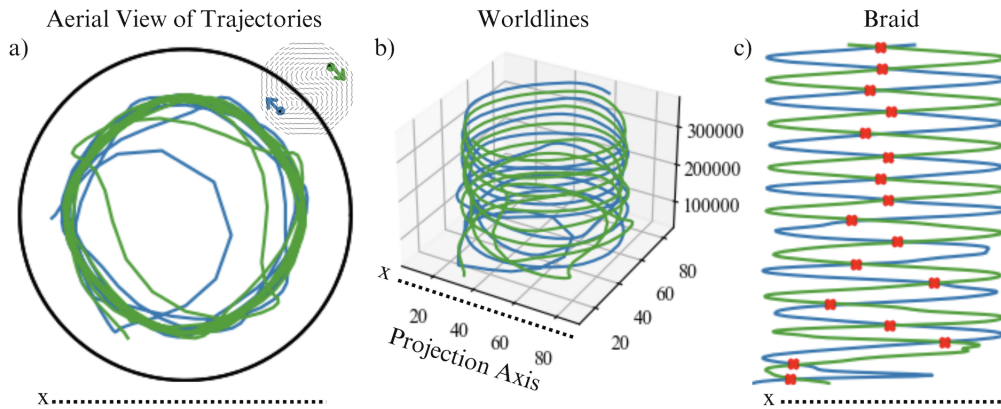 Aerial View of Trajectories
Worldlines
Braid
a)
b)
c)
300000
200000
100000
x
20
40
60
80
20
40
60
80
Projection Axis
x
x